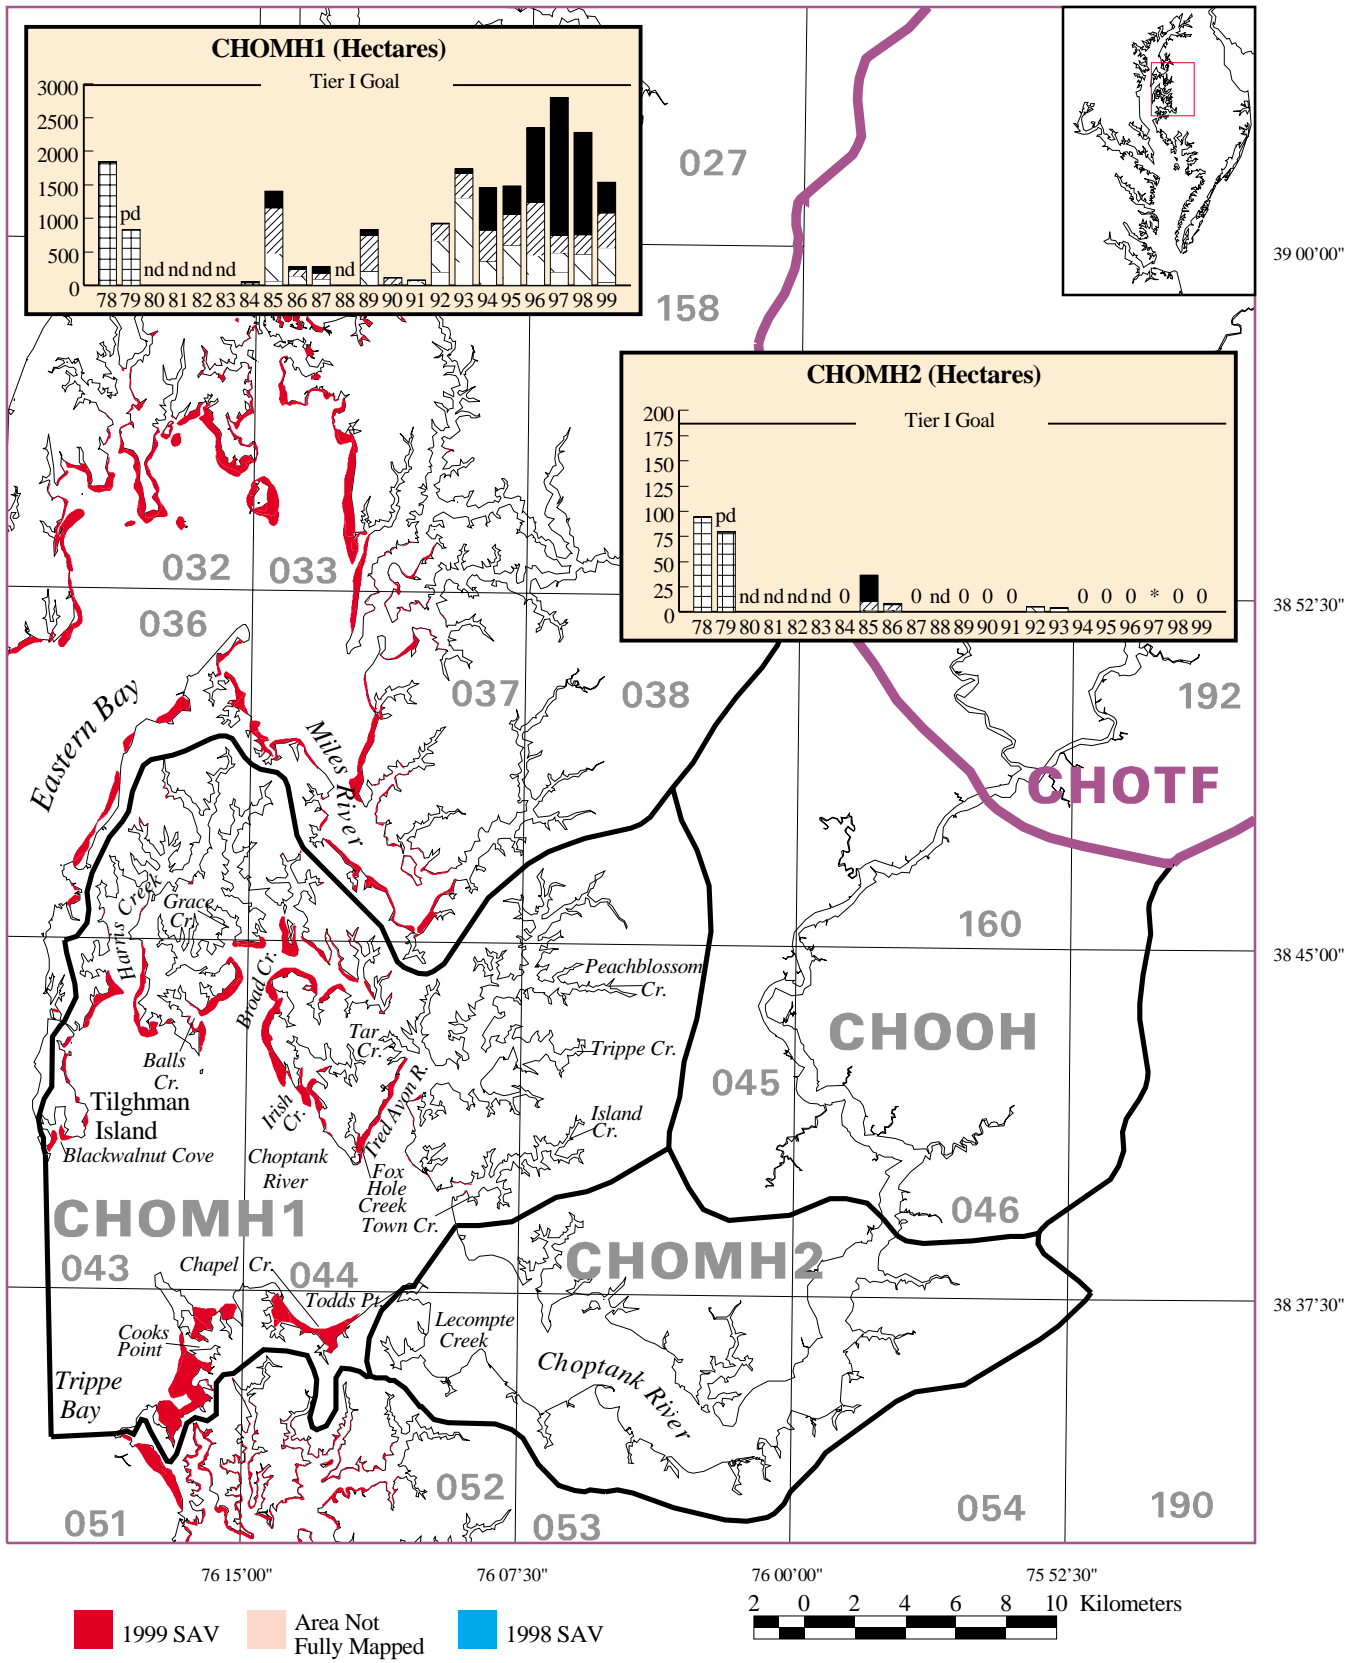 CHOMH1 (Hectares)
Tier I Goal
3000
2500
2000
1500
1000
500
0
pd
nd nd nd nd
nd
78 79 80 81 82 83 84 85 86 87 88 89 90 91 92 93 94 95 96 97 98 99
027
158
39 00'00"
CHOMH2 (Hectares)
Tier I Goal
200
175
150
125
100
75
50
25
0
pd
nd nd nd nd 0 0 nd 0 0 0 0 0 0 * 0 0
78 79 80 81 82 83 84 85 86 87 88 89 90 91 92 93 94 95 96 97 98 99
032
033
38 52'30"
036
037
038
192
Eastern Bay
Miles River
CHOTF
Harris Creek
Grace
Cr.
160
38 45'00"
Broad Cr.
Peachblossom
Cr.
CHOOH
Tar
Cr.
Trippe Cr.
Balls
Cr.
045
Tilghman
Island
Irish
Cr.
Tred Avon R.
Island
Cr.
Blackwalnut Cove
Choptank
River
Fox
Hole
Creek
Town Cr.
CHOMH1
046
043
Chapel Cr.
044
CHOMH2
Todds Pt.
38 37'30"
Cooks
Point
Lecompte
Creek
Choptank River
Trippe
Bay
051
052
053
054
190
76 15'00"
76 07'30"
76 00'00"
75 52'30"
1999 SAV
Area Not
Fully Mapped
1998 SAV
2 0 2 4 6 8 10 Kilometers